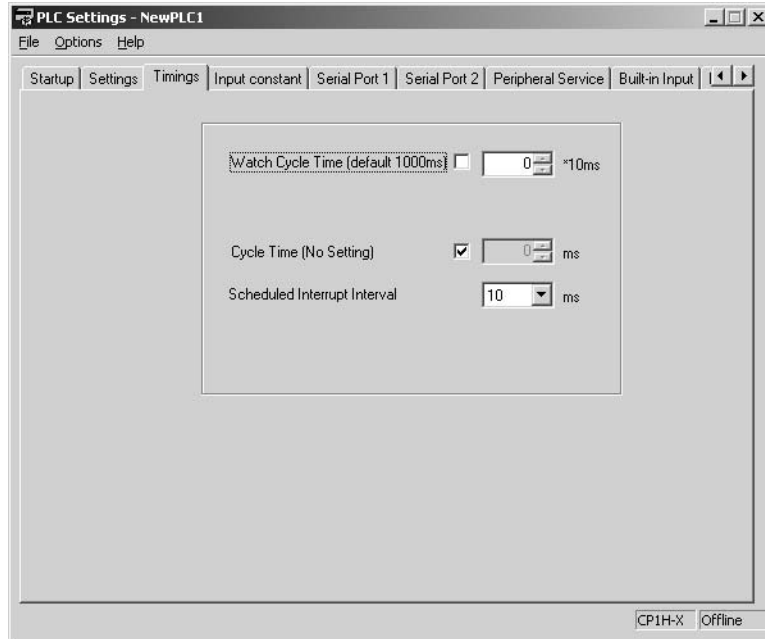 PLC Settings - NewPLC1
File Options Help
Startup Settings Timings Input constant Serial Port 1 Serial Port 2 Peripheral Service Built-in Input
Watch Cycle Time (default 1000ms) 0 *10ms
Cycle Time (No Setting) 0 ms
Scheduled Interrupt Interval 10 ms
CP1H-X Offline